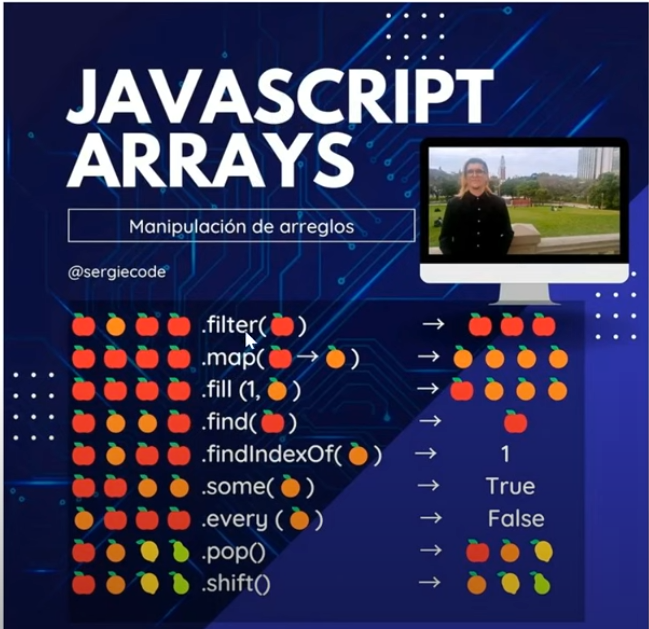 JAVASCRIPT
ARRAYS
Manipulación de arreglos
@sergiecode
🍎🍊🍎🍎 .filter(🍎) → 🍎🍎🍎
🍎🍎🍎🍎 .map(🍎→🍊) → 🍊🍊🍊🍊
🍎🍎🍎🍎 .fill (1, 🍊) → 🍎🍊🍊🍊
🍎🍊🍊🍎 .find(🍎) → 🍎
🍎🍊🍎🍎 .findIndexOf(🍊) → 1
🍎🍎🍊🍊 .some(🍊) → True
🍊🍎🍎🍎 .every (🍊) → False
🍎🍊🍋🍐 .pop() → 🍎🍊🍋
🍎🍊🍋🍐 .shift() → 🍊🍋🍐